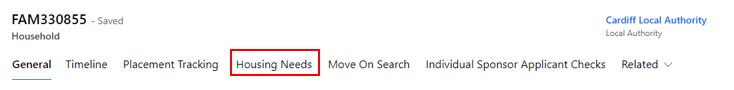 FAM330855 - Saved
Household
Cardiff Local Authority
Local Authority
General Timeline Placement Tracking Housing Needs Move On Search Individual Sponsor Applicant Checks Related